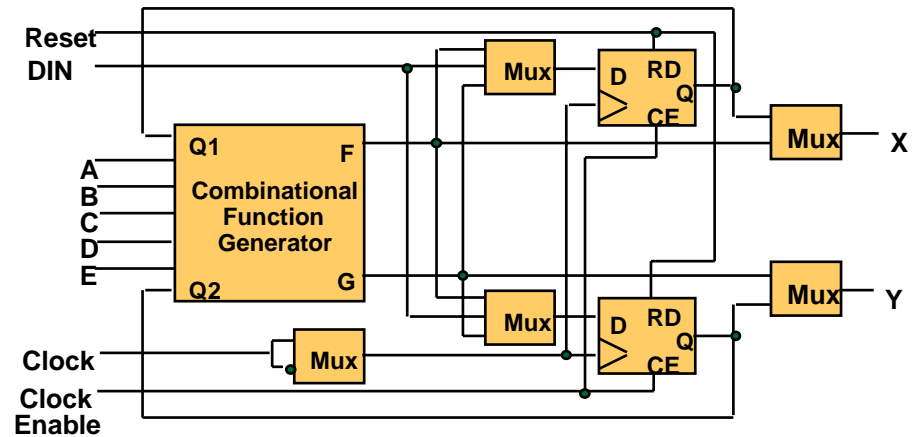 Reset
DIN
Mux
D
RD
Q
CE
Mux
X
Q1
F
A
B
C
D
E
Combinational
Function
Generator
G
Q2
Mux
D
RD
Q
CE
Mux
Y
Clock
Mux
Clock
Enable